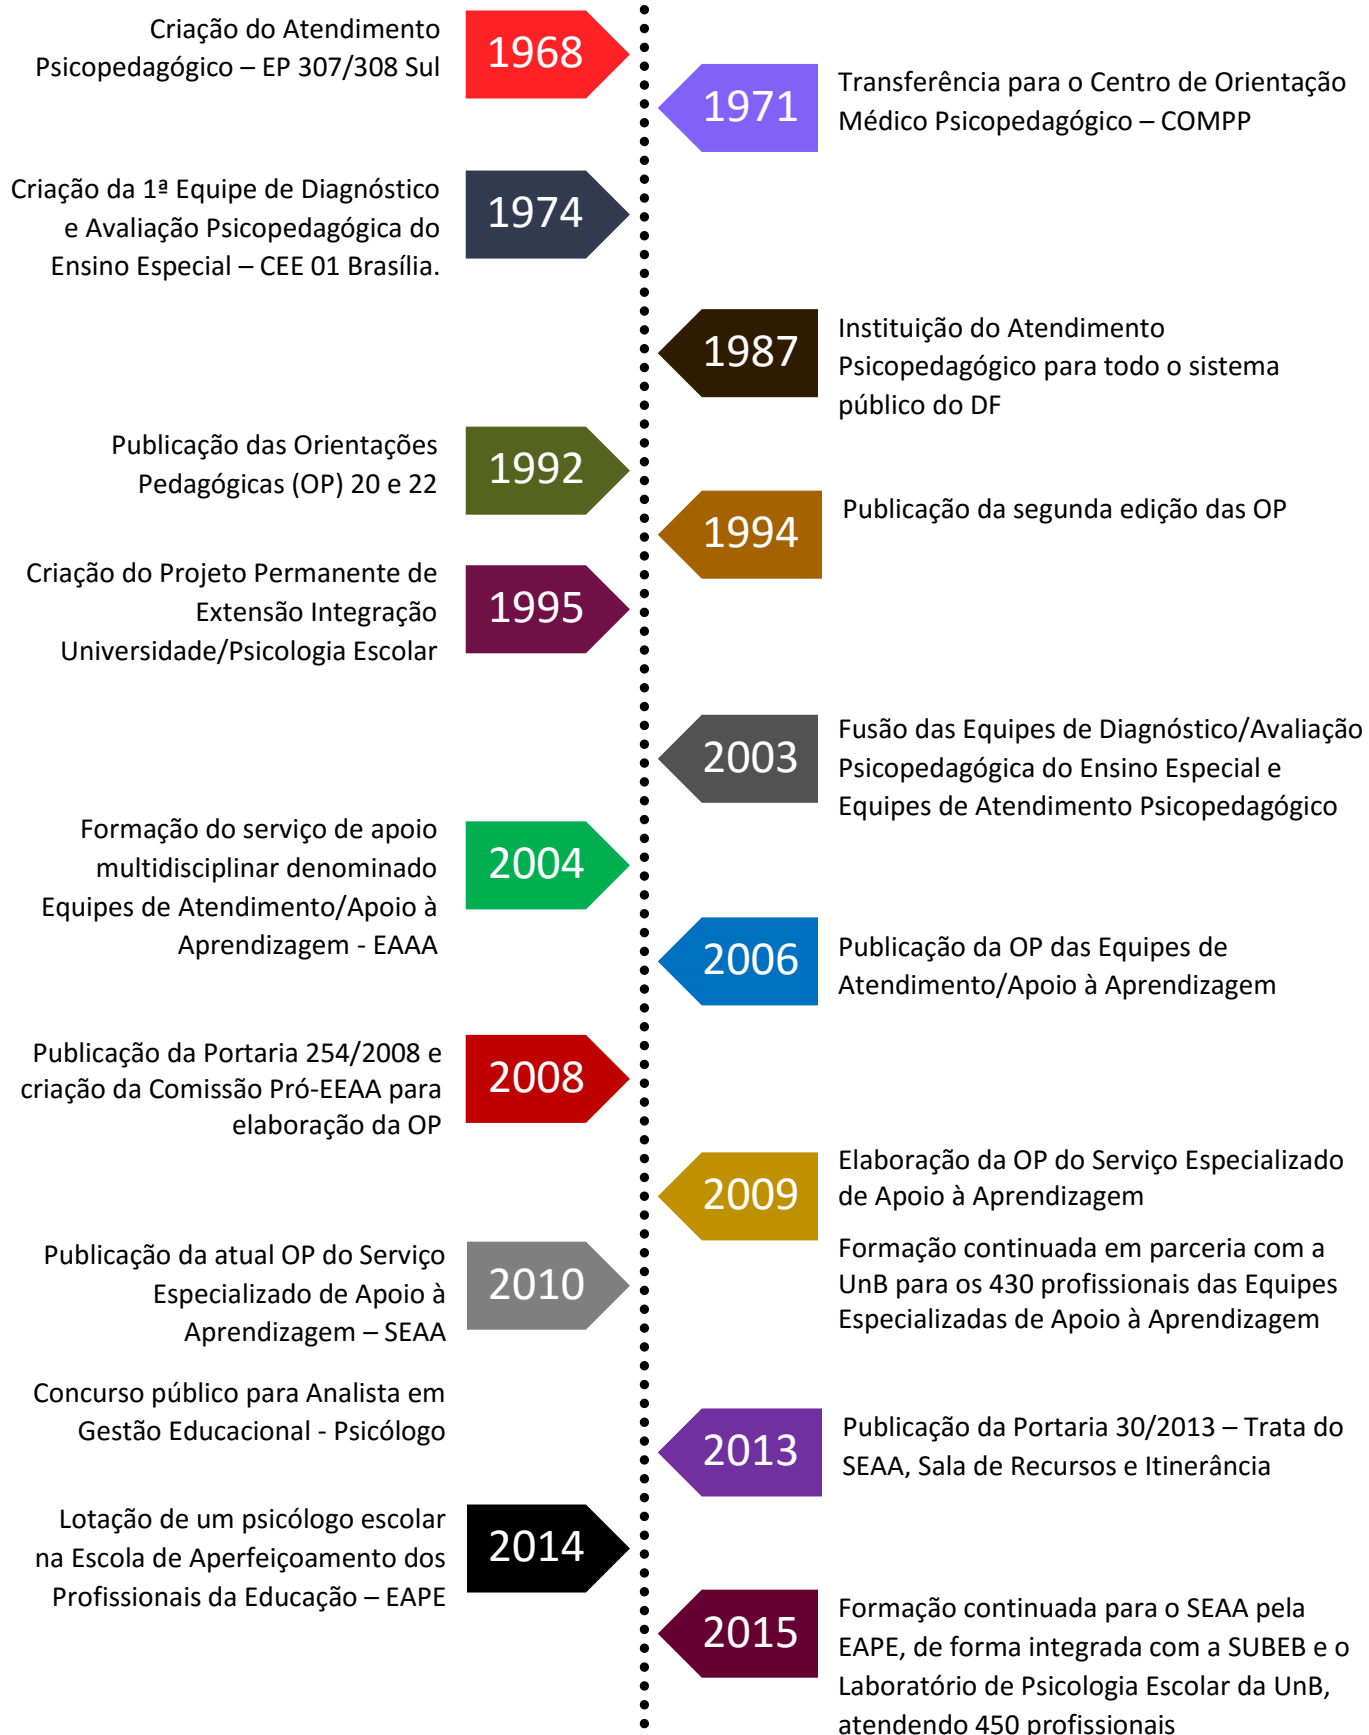 Criação do Atendimento
Psicopedagógico – EP 307/308 Sul
1968
1971
Transferência para o Centro de Orientação
Médico Psicopedagógico – COMPP
Criação da 1ª Equipe de Diagnóstico
e Avaliação Psicopedagógica do
Ensino Especial – CEE 01 Brasília.
1974
1987
Instituição do Atendimento
Psicopedagógico para todo o sistema
público do DF
Publicação das Orientações
Pedagógicas (OP) 20 e 22
1992
1994
Publicação da segunda edição das OP
Criação do Projeto Permanente de
Extensão Integração
Universidade/Psicologia Escolar
1995
2003
Fusão das Equipes de Diagnóstico/Avaliação
Psicopedagógica do Ensino Especial e
Equipes de Atendimento Psicopedagógico
Formação do serviço de apoio
multidisciplinar denominado
Equipes de Atendimento/Apoio à
Aprendizagem - EAAA
2004
2006
Publicação da OP das Equipes de
Atendimento/Apoio à Aprendizagem
Publicação da Portaria 254/2008 e
criação da Comissão Pró-EEAA para
elaboração da OP
2008
2009
Elaboração da OP do Serviço Especializado
de Apoio à Aprendizagem
Formação continuada em parceria com a
UnB para os 430 profissionais das Equipes
Especializadas de Apoio à Aprendizagem
Publicação da atual OP do Serviço
Especializado de Apoio à
Aprendizagem – SEAA
2010
Concurso público para Analista em
Gestão Educacional - Psicólogo
2013
Publicação da Portaria 30/2013 – Trata do
SEAA, Sala de Recursos e Itinerância
Lotação de um psicólogo escolar
na Escola de Aperfeiçoamento dos
Profissionais da Educação – EAPE
2014
2015
Formação continuada para o SEAA pela
EAPE, de forma integrada com a SUBEB e o
Laboratório de Psicologia Escolar da UnB,
atendendo 450 profissionais